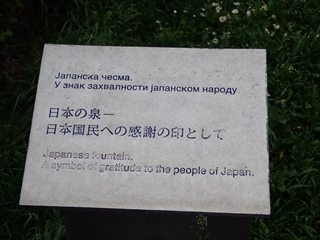 Јапанска чесма.
У знак захвалности јапанском народу.
日本の泉－
日本国民への感謝の印として
Japanese fountain.
A symbol of gratitude to the people of Japan.